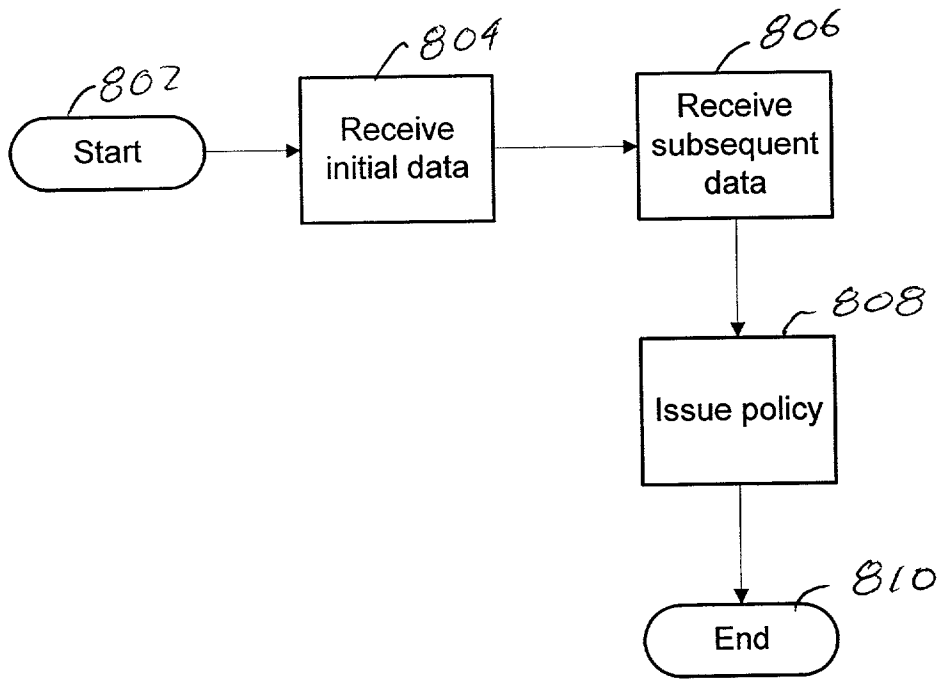 802
Start
804
Receive
initial data
806
Receive
subsequent
data
808
Issue policy
810
End